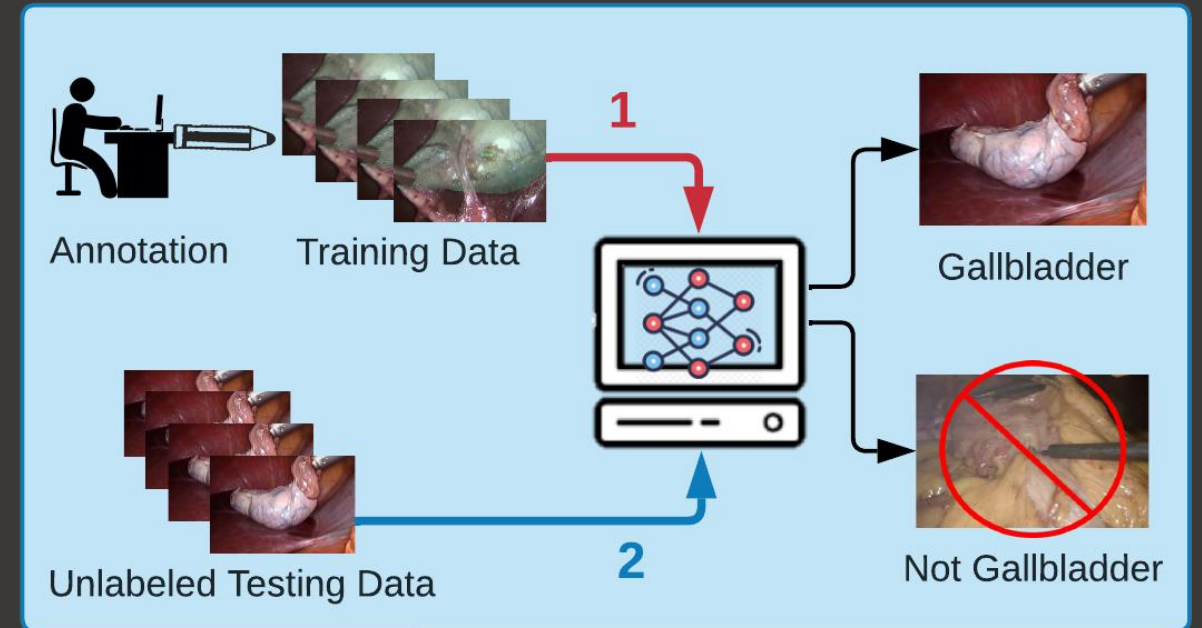 1
Annotation
Training Data
Gallbladder
2
Unlabeled Testing Data
Not Gallbladder